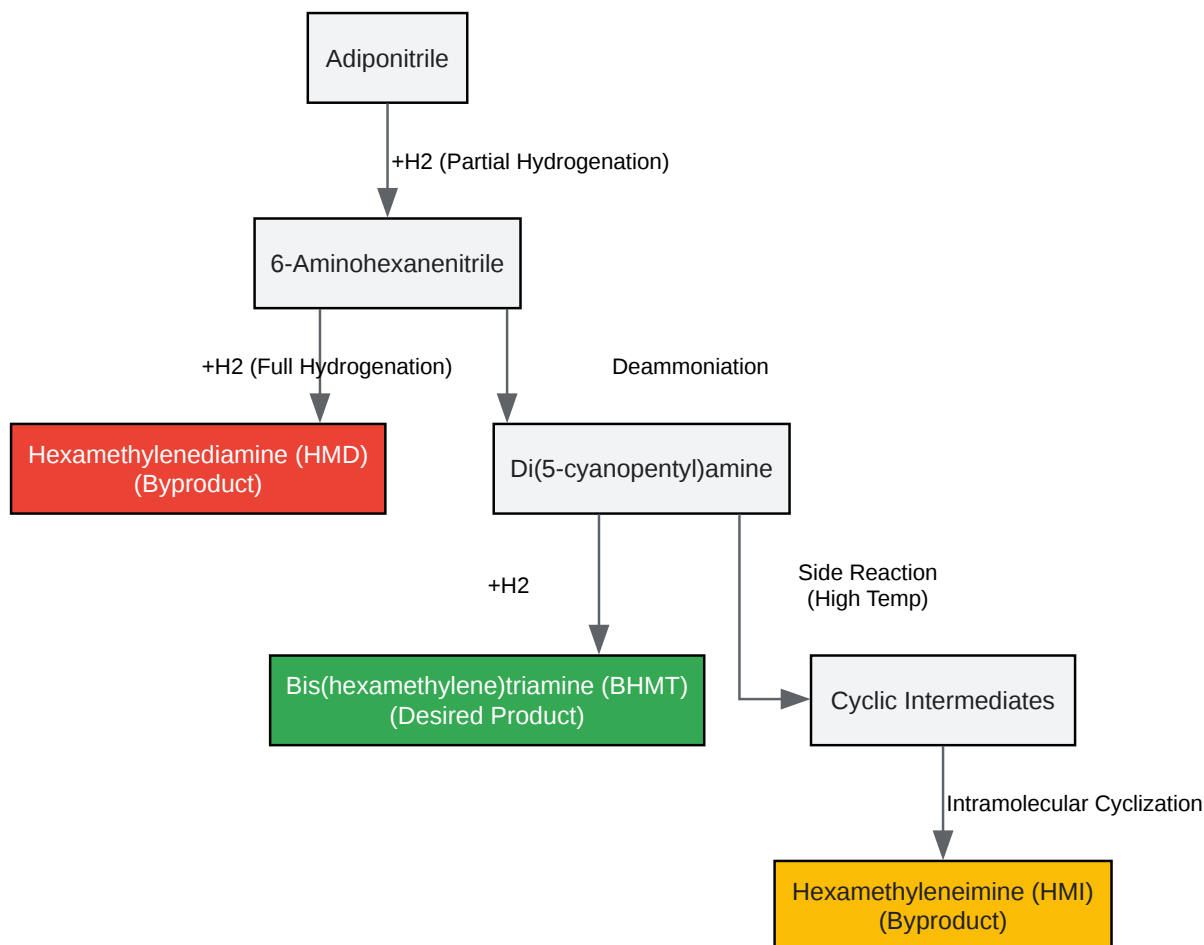 Adiponitrile
+H2 (Partial Hydrogenation)
6-Aminohexanenitrile
+H2 (Full Hydrogenation)
Deammoniation
Hexamethylenediamine (HMD)
(Byproduct)
Di(5-cyanopentyl)amine
+H2
Side Reaction
(High Temp)
Bis(hexamethylene)triamine (BHMT)
(Desired Product)
Cyclic Intermediates
Intramolecular Cyclization
Hexamethyleneimine (HMI)
(Byproduct)